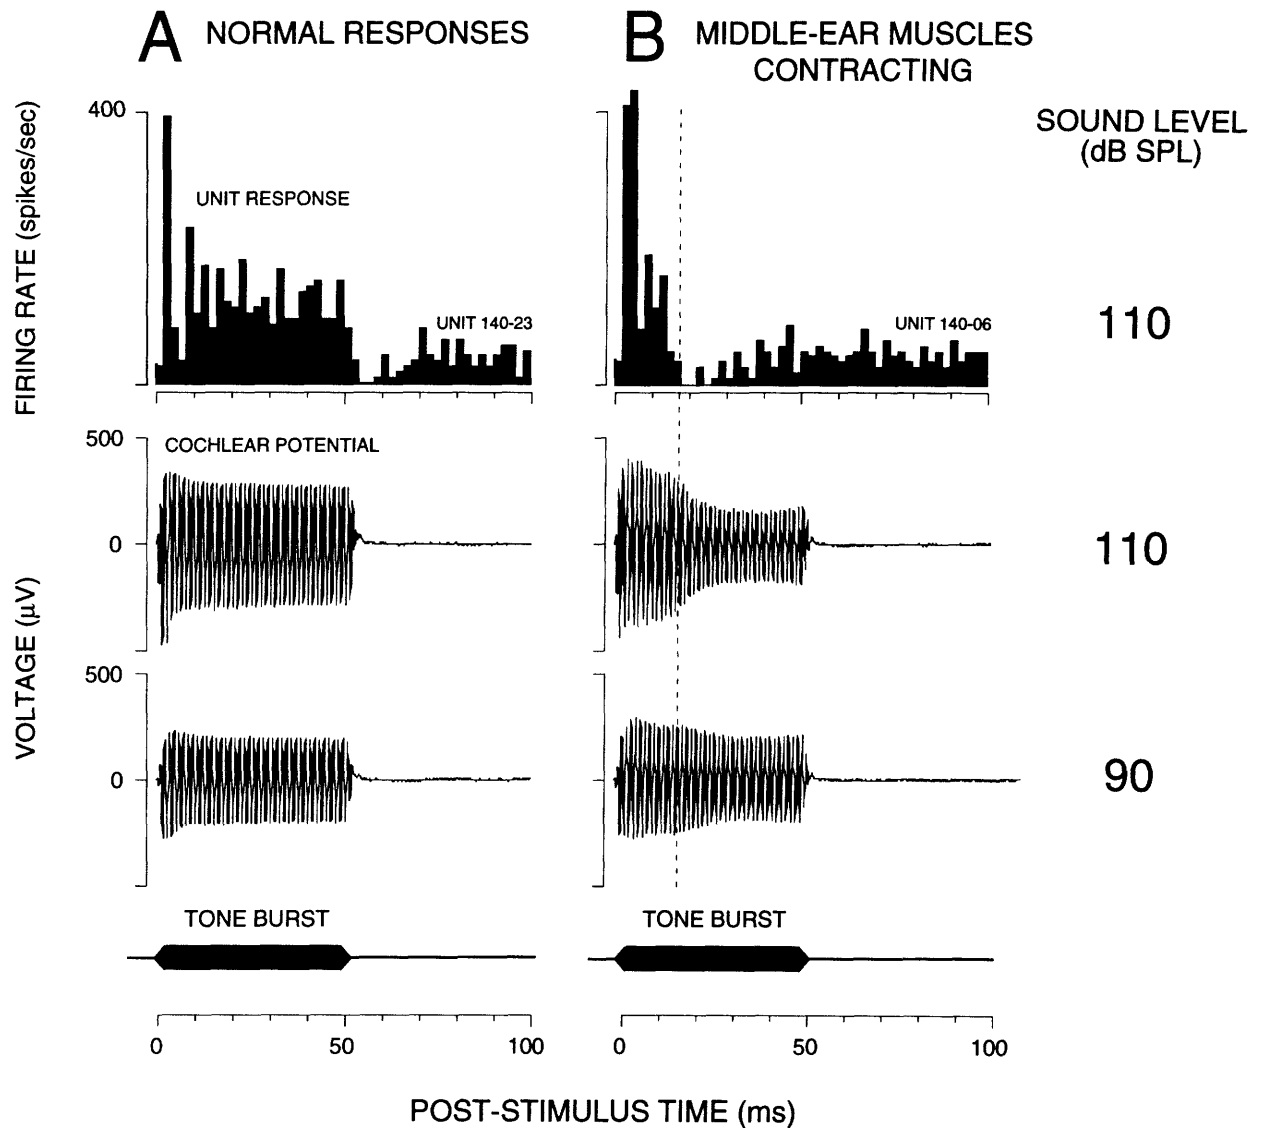 A NORMAL RESPONSES
B MIDDLE-EAR MUSCLES
CONTRACTING
SOUND LEVEL
(dB SPL)
FIRING RATE (spikes/sec)
400
UNIT RESPONSE
UNIT 140-23
UNIT 140-06
110
VOLTAGE (μV)
500
COCHLEAR POTENTIAL
0
110
500
0
90
TONE BURST
TONE BURST
0 50 100
0 50 100
POST-STIMULUS TIME (ms)